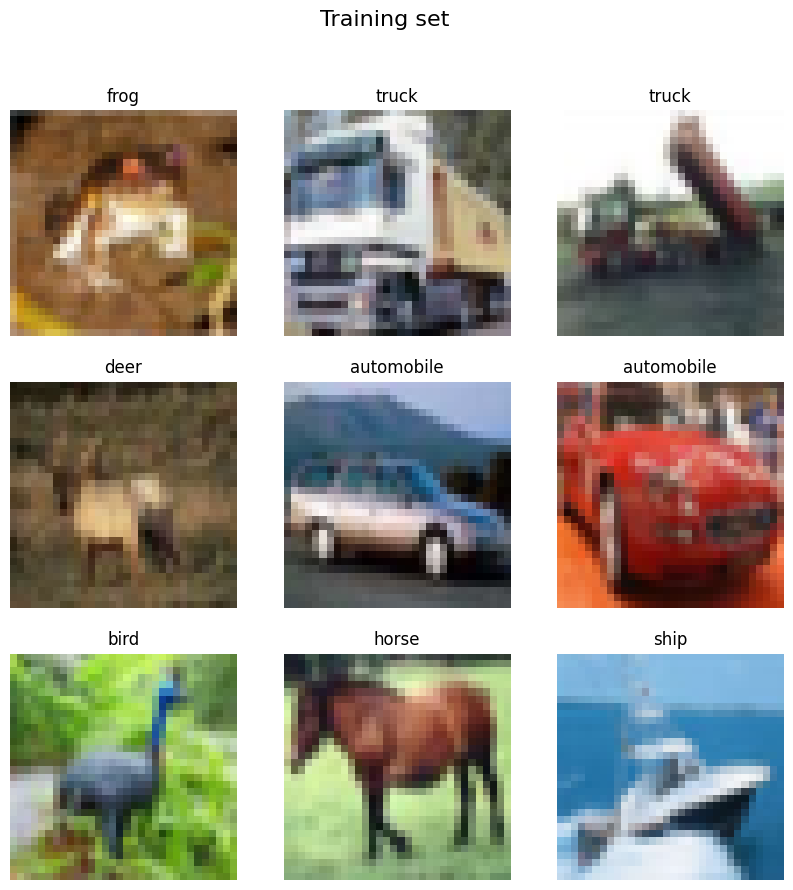 Training set
frog truck truck
deer automobile automobile
bird horse ship